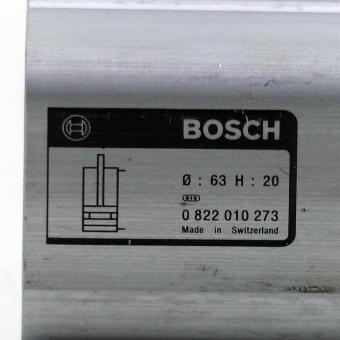 BOSCH
Ø : 63 H : 20
0 822 010 273
Made in Switzerland